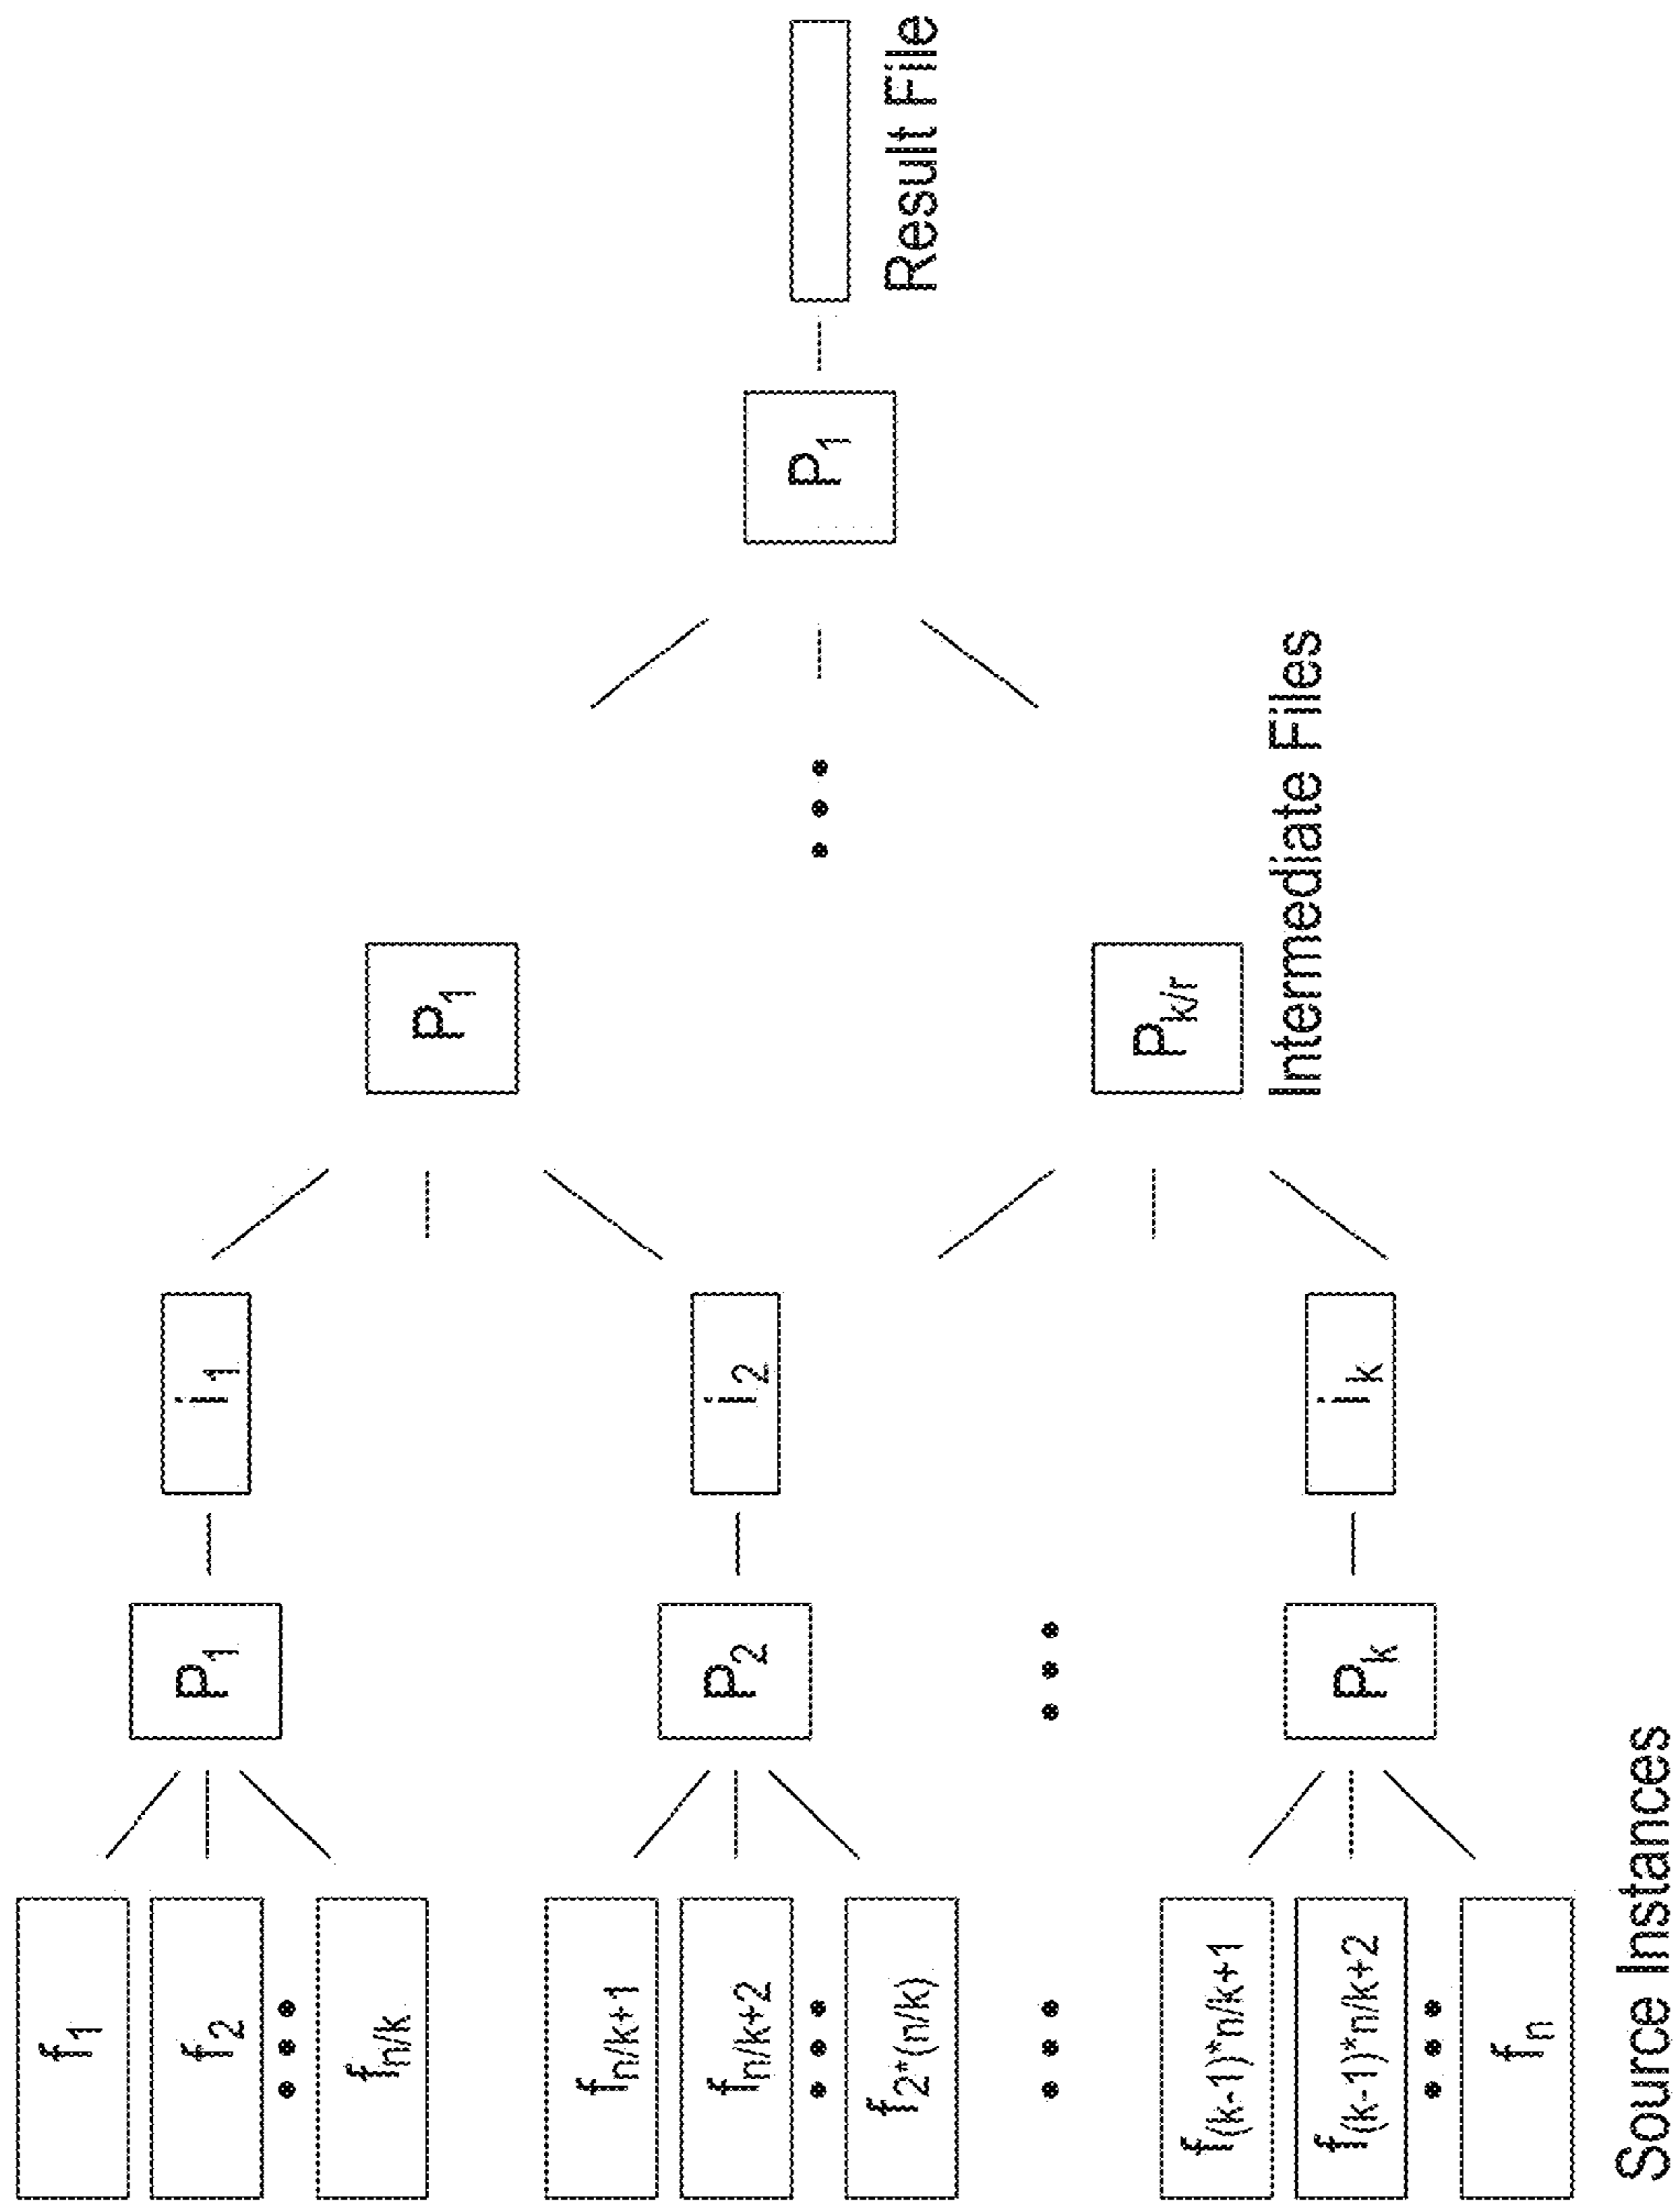 f1
f2
fn/k
fn/k+1
fn/k+2
f2*(n/k)
f(k-1)*n/k+1
f(k-1)*n/k+2
fn
Source Instances
P1
P2
Pk
i1
i2
ik
P1
Pk/r
Intermediate Files
P1
Result File